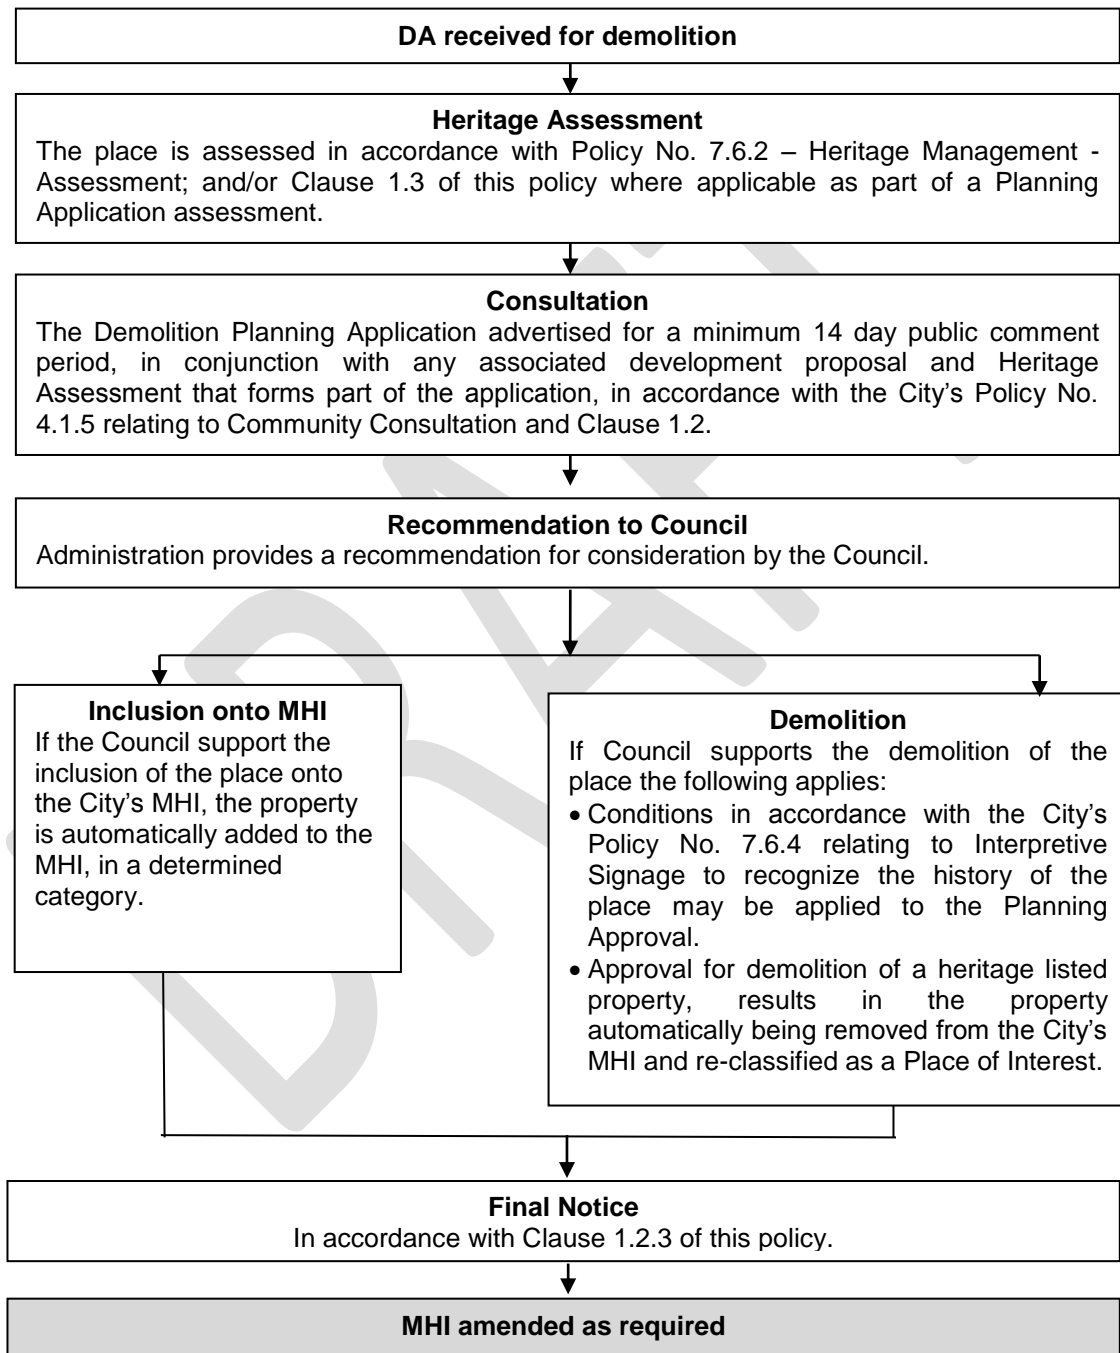 DA received for demolition
Heritage Assessment
The place is assessed in accordance with Policy No. 7.6.2 – Heritage Management -
Assessment; and/or Clause 1.3 of this policy where applicable as part of a Planning
Application assessment.
Consultation
The Demolition Planning Application advertised for a minimum 14 day public comment
period, in conjunction with any associated development proposal and Heritage
Assessment that forms part of the application, in accordance with the City's Policy No.
4.1.5 relating to Community Consultation and Clause 1.2.
Recommendation to Council
Administration provides a recommendation for consideration by the Council.
Inclusion onto MHI
If the Council support the
inclusion of the place onto
the City's MHI, the property
is automatically added to the
MHI, in a determined
category.
Demolition
If Council supports the demolition of the
place the following applies:
• Conditions in accordance with the City's
Policy No. 7.6.4 relating to Interpretive
Signage to recognize the history of the
place may be applied to the Planning
Approval.
• Approval for demolition of a heritage listed
property, results in the property
automatically being removed from the City's
MHI and re-classified as a Place of Interest.
Final Notice
In accordance with Clause 1.2.3 of this policy.
MHI amended as required
DRAFT